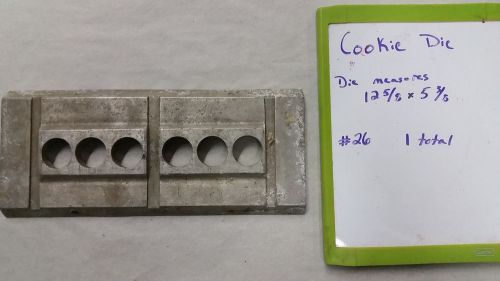 Cookie Die
Die measures
12 5/8 x 5 3/8
#26 1 total